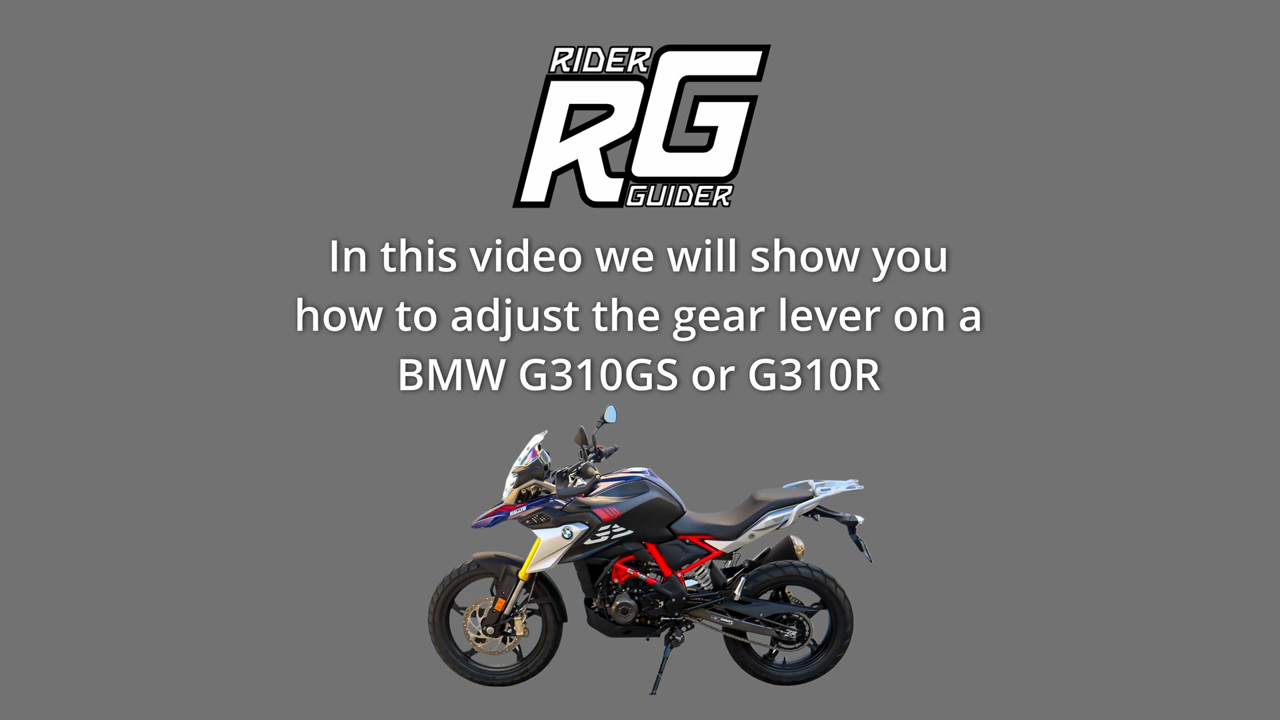 RIDER
RG
GUIDER
In this video we will show you
how to adjust the gear lever on a
BMW G310GS or G310R
GS